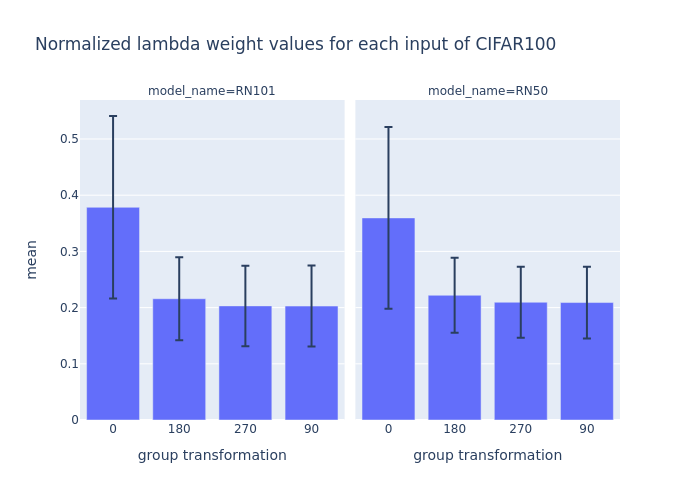 Normalized lambda weight values for each input of CIFAR100
model_name=RN101
model_name=RN50
0.5
0.4
0.3
0.2
0.1
0
mean
0 180 270 90
0 180 270 90
group transformation
group transformation